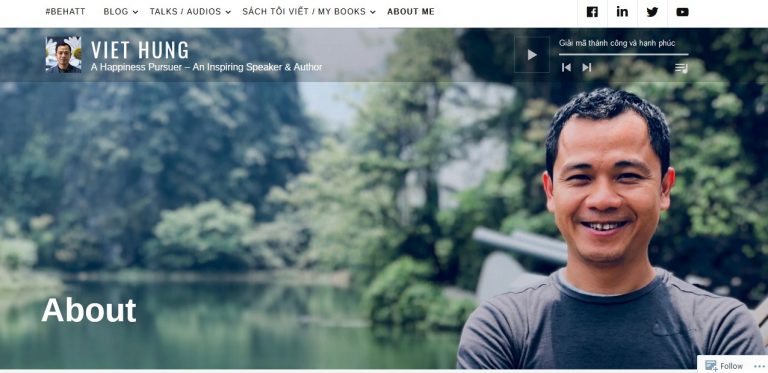 #BEHATT BLOG TALKS / AUDIOS SÁCH TÔI VIẾT / MY BOOKS ABOUT ME
VIET HUNG
A Happiness Pursuer – An Inspiring Speaker & Author
Giải mã thành công và hạnh phúc
About
Follow